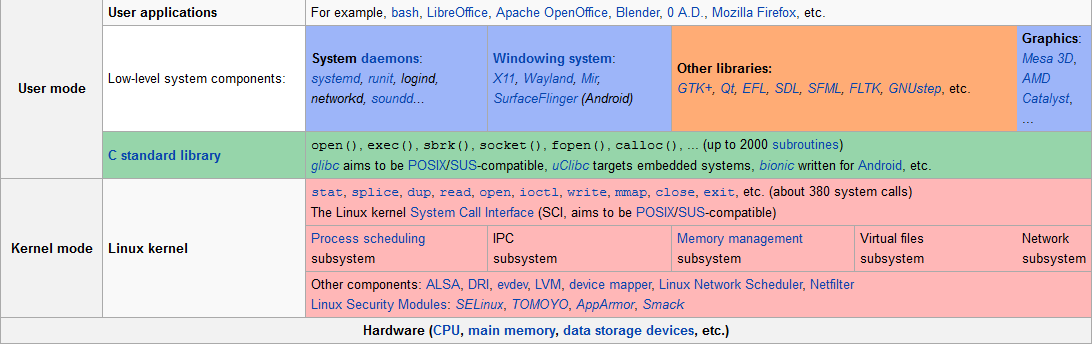 User mode
User applications
For example, bash, LibreOffice, Apache OpenOffice, Blender, 0 A.D., Mozilla Firefox, etc.
Low-level system components:
System daemons:
systemd, runit, logind,
networkd, soundd...
Windowing system:
X11, Wayland, Mir,
SurfaceFlinger (Android)
Other libraries:
GTK+, Qt, EFL, SDL, SFML, FLTK, GNUstep, etc.
Graphics:
Mesa 3D,
AMD
Catalyst,
...
C standard library
open(), exec(), sbrk(), socket(), fopen(), calloc(), ... (up to 2000 subroutines)
glibc aims to be POSIX/SUS-compatible, uClibc targets embedded systems, bionic written for Android, etc.
Kernel mode
Linux kernel
stat, splice, dup, read, open, ioctl, write, mmap, close, exit, etc. (about 380 system calls)
The Linux kernel System Call Interface (SCI, aims to be POSIX/SUS-compatible)
Process scheduling
subsystem
IPC
subsystem
Memory management
subsystem
Virtual files
subsystem
Network
subsystem
Other components: ALSA, DRI, evdev, LVM, device mapper, Linux Network Scheduler, Netfilter
Linux Security Modules: SELinux, TOMOYO, AppArmor, Smack
Hardware (CPU, main memory, data storage devices, etc.)